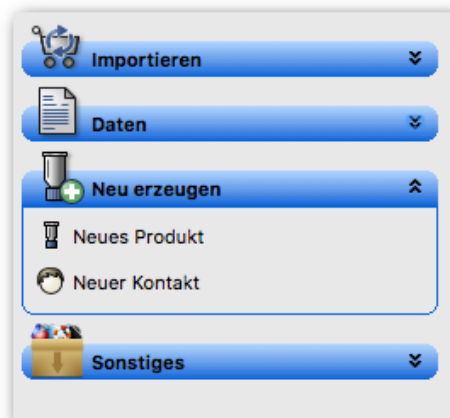 Importieren
Daten
Neu erzeugen
Neues Produkt
Neuer Kontakt
Sonstiges